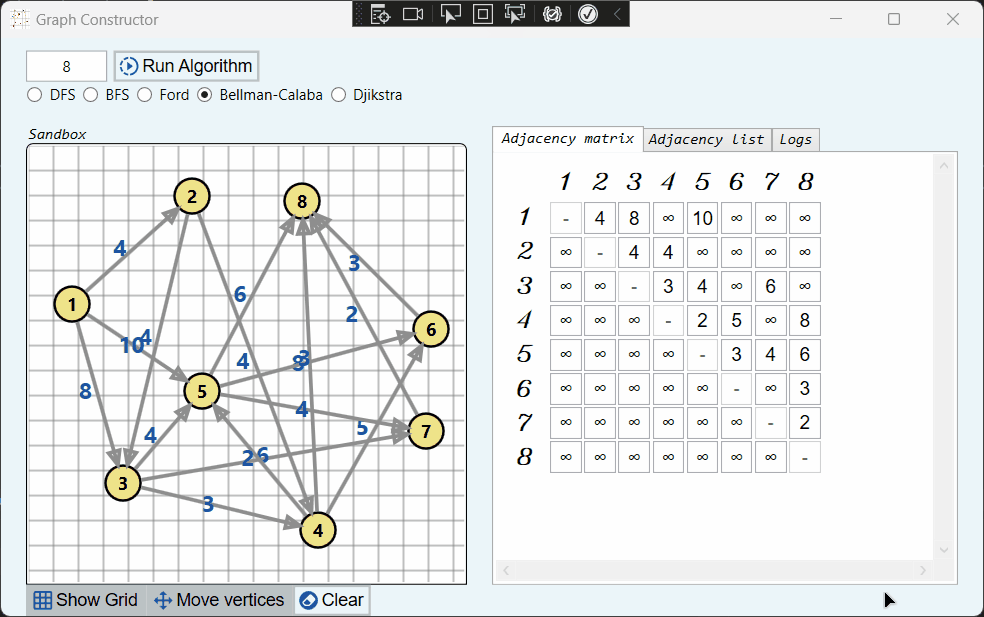 Graph Constructor
8 Run Algorithm
DFS BFS Ford Bellman-Calaba Djikstra
Sandbox
Adjacency matrix Adjacency list Logs
1 2 3 4 5 6 7 8
1 - 4 8 ∞ 10 ∞ ∞ ∞
2 ∞ - 4 4 ∞ ∞ ∞ ∞
3 ∞ ∞ - 3 4 ∞ 6 ∞
4 ∞ ∞ ∞ - 2 5 ∞ 8
5 ∞ ∞ ∞ ∞ - 3 4 6
6 ∞ ∞ ∞ ∞ ∞ - ∞ 3
7 ∞ ∞ ∞ ∞ ∞ ∞ - 2
8 ∞ ∞ ∞ ∞ ∞ ∞ ∞ -
2 8
4
3
6
1
2
6
10 4
4 8 3
8
5
4
4 5 7
2 6
3
3
4
Show Grid Move vertices Clear